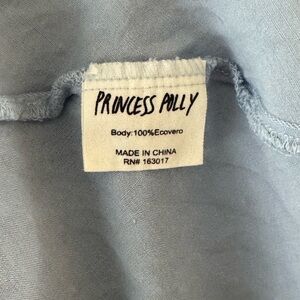 PRINCESS POLLY
Body:100%Ecovero
MADE IN CHINA
RN# 163017